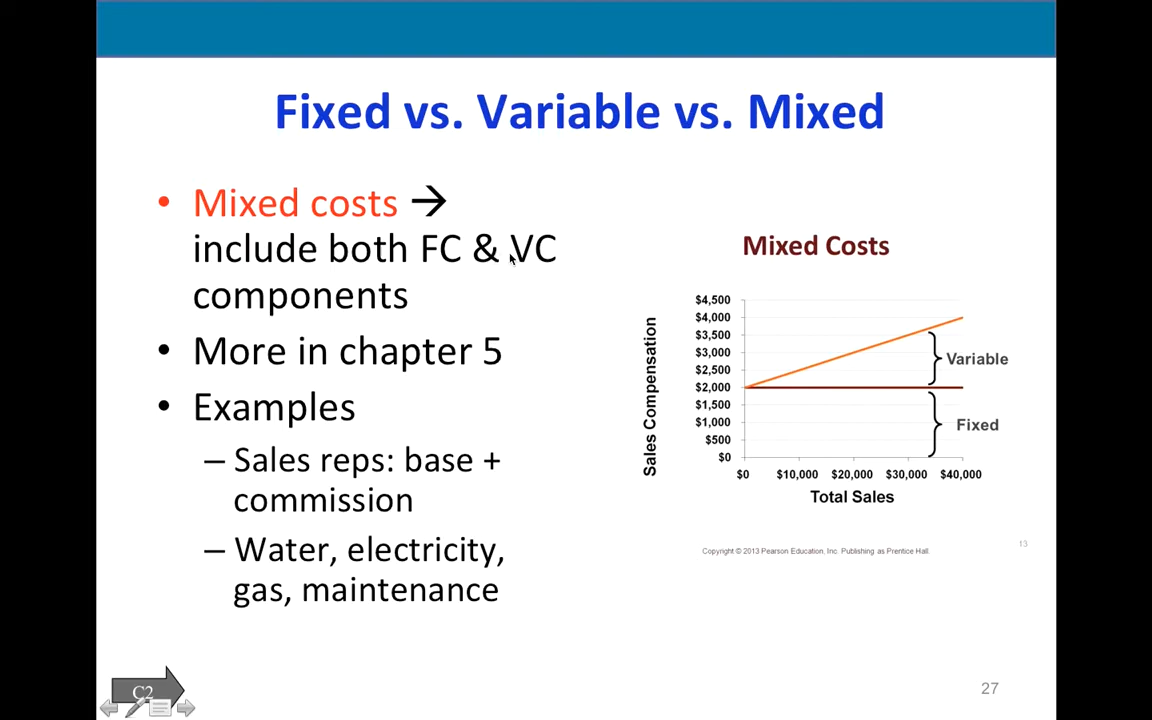 Fixed vs. Variable vs. Mixed
• Mixed costs →
include both FC & VC
components
• More in chapter 5
• Examples
– Sales reps: base +
commission
– Water, electricity,
gas, maintenance
Mixed Costs
Sales Compensation
$4,500
$4,000
$3,500
$3,000
$2,500
$2,000
$1,500
$1,000
$500
$0
Variable
Fixed
$0 $10,000 $20,000 $30,000 $40,000
Total Sales
Copyright © 2013 Pearson Education, Inc. Publishing as Prentice Hall.
13
C2
27